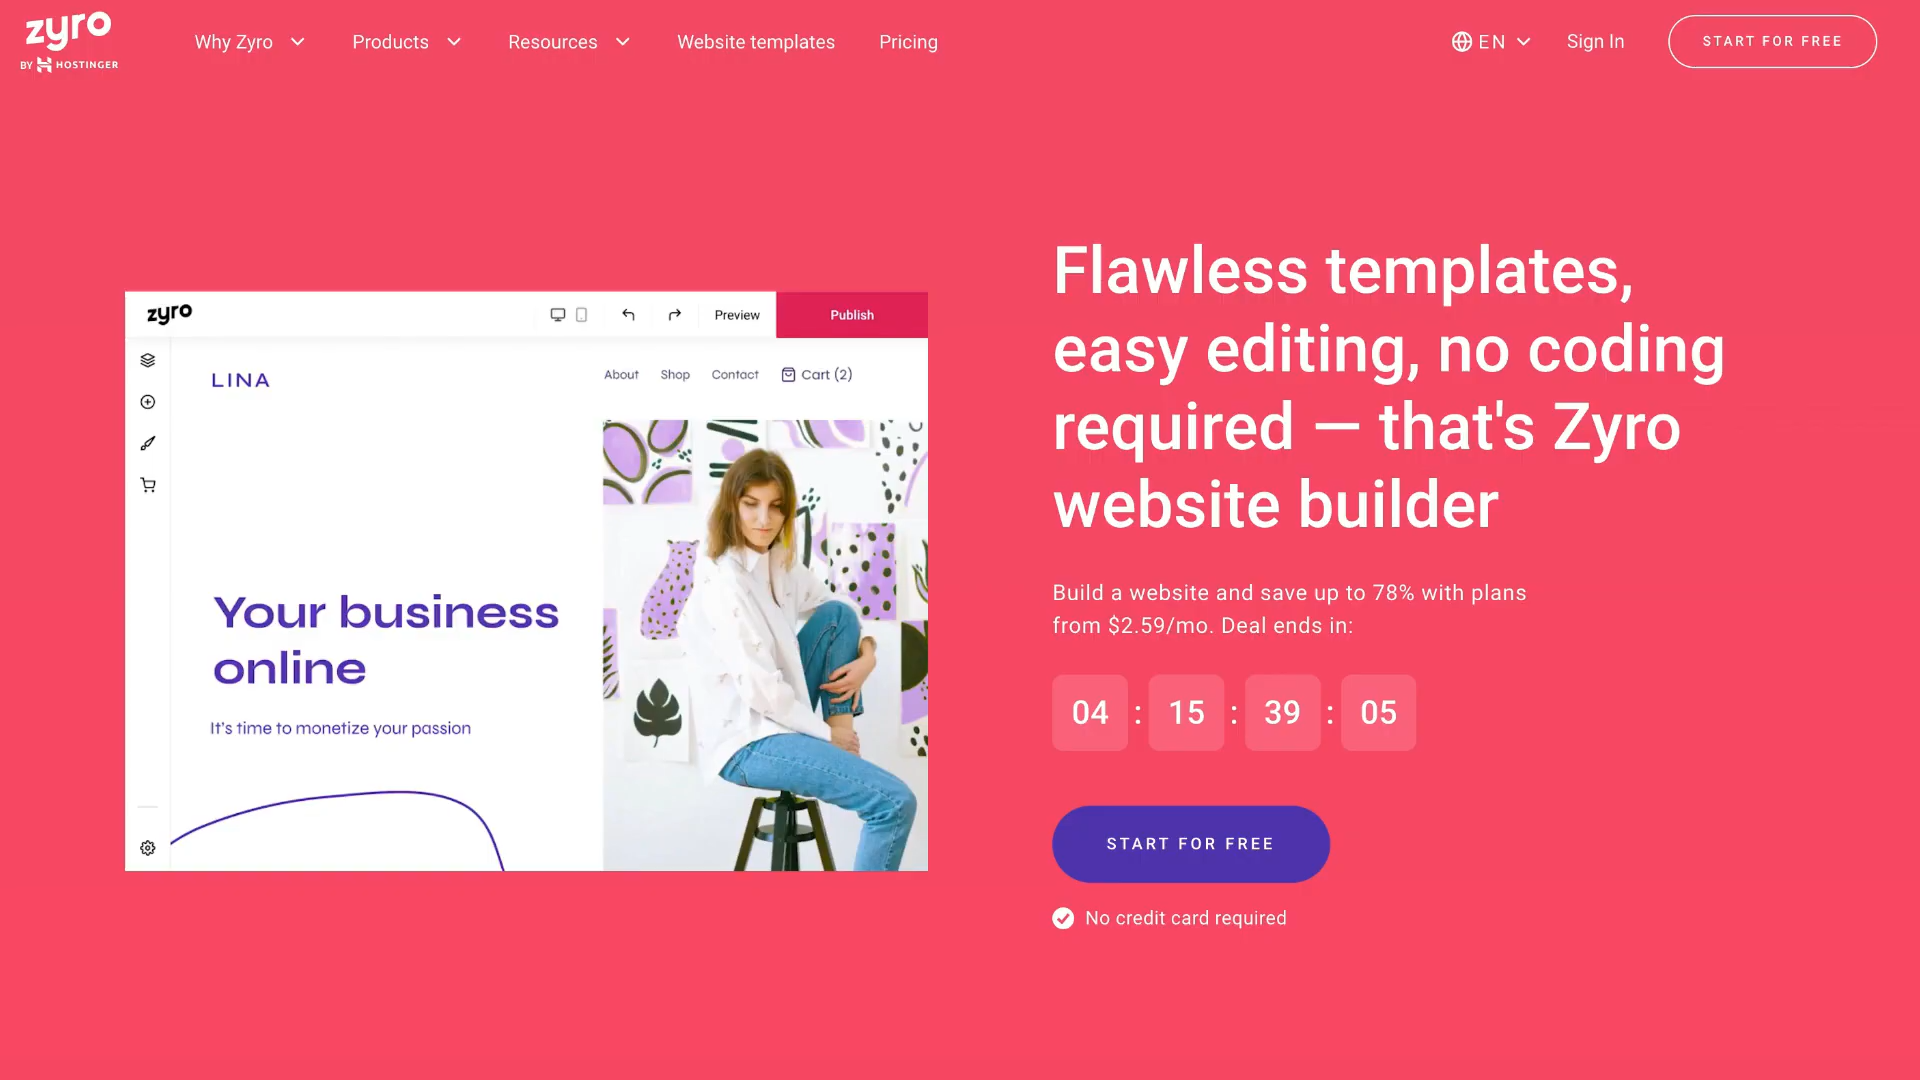 zyro
BY HOSTINGER
Why Zyro
Products
Resources
Website templates
Pricing
EN
Sign In
START FOR FREE
zyro
Preview
Publish
LINA
About
Shop
Contact
Cart (2)
Your business
online
It's time to monetize your passion
Flawless templates,
easy editing, no coding
required — that's Zyro
website builder
Build a website and save up to 78% with plans
from $2.59/mo. Deal ends in:
04 : 15 : 39 : 05
START FOR FREE
No credit card required